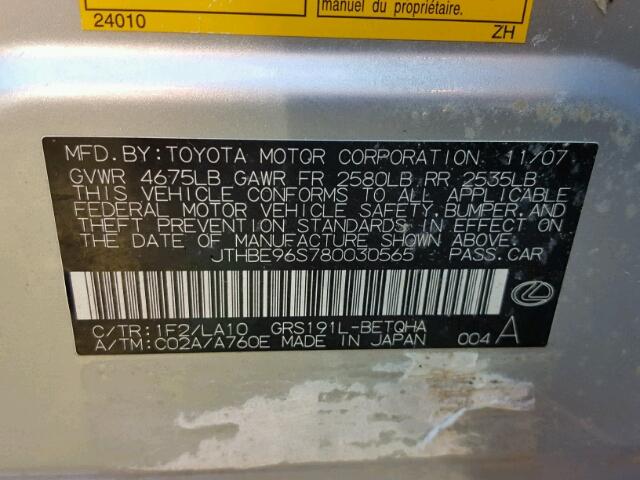 manuel du propriétaire.
24010
ZH
MFD.BY:TOYOTA MOTOR CORPORATION 11/07
GVWR 4675LB GAWR FR 2580LB RR 2535LB
THIS VEHICLE CONFORMS TO ALL APPLICABLE
FEDERAL MOTOR VEHICLE SAFETY,BUMPER,AND
THEFT PREVENTION STANDARDS IN EFFECT ON
THE DATE OF MANUFACTURE SHOWN ABOVE.
JTHBE96S780030565 PASS.CAR
C/TR:1F2/LA10 GRS191L-BETQHA
A/TM:C02A/A760E MADE IN JAPAN 004 A